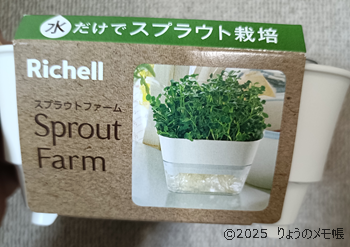 水だけでスプラウト栽培
Richell
スプラウトファーム
Sprout
Farm
©2025 りょうのメモ帳